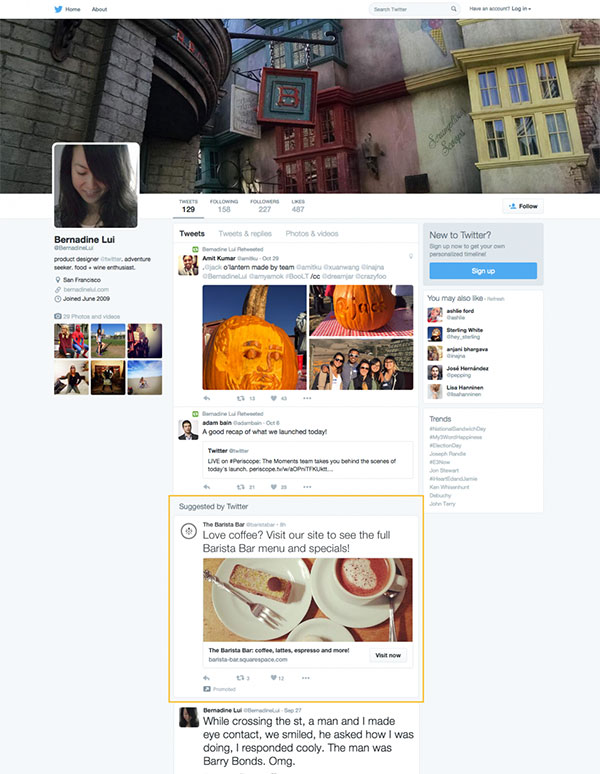 Home About Search Twitter Have an account? Log in
B
Scrumptious
Scoops
TWEETS FOLLOWING FOLLOWERS LIKES
129 158 227 487
Follow
Bernadine Lui
@BernadineLui
product designer @twitter, adventure
seeker. food + wine enthusiast.
San Francisco
bernadinelui.com
Joined June 2009
29 Photos and videos
Tweets Tweets & replies Photos & videos
Bernadine Lui Retweeted
Amit Kumar @amitku · Oct 29
.@jack o'lantern made by team @amitku @xuanwang @inajna
@BernadineLui @amyamok #BooLT /cc @dreamjar @crazyfoo
13 43
Bernadine Lui Retweeted
adam bain @adambain · Oct 6
A good recap of what we launched today!
Twitter @twitter
LIVE on #Periscope: The Moments team takes you behind the scenes of
today's launch.
21 25
Suggested by Twitter
The Barista Bar @baristabar · 8h
Love coffee? Visit our site to see the full
Barista Bar menu and specials!
The Barista Bar: coffee, lattes, espresso and more!
barista-bar.squarespace.com
Visit now
3 12
Promoted
Bernadine Lui @BernadineLui · Sep 27
While crossing the st, a man and I made
eye contact, we smiled, he asked how I was
doing, I responded cooly. The man was
Barry Bonds. Omg.
New to Twitter?
Sign up now to get your own
personalized timeline!
Sign up
You may also like · Refresh
ashlie ford
@ashlie
Sterling White
@hey_sterling
anjani bhargava
@inajna
José Hernández
@pepping
Lisa Hanninen
@lisahanninen
Trends
#NationalSandwichDay
#My3WordHappiness
#ElectionDay
Joseph Randle
#E3Now
Jon Stewart
#iHeartEdandJamie
Ken Whisenhunt
Debuchy
John Terry